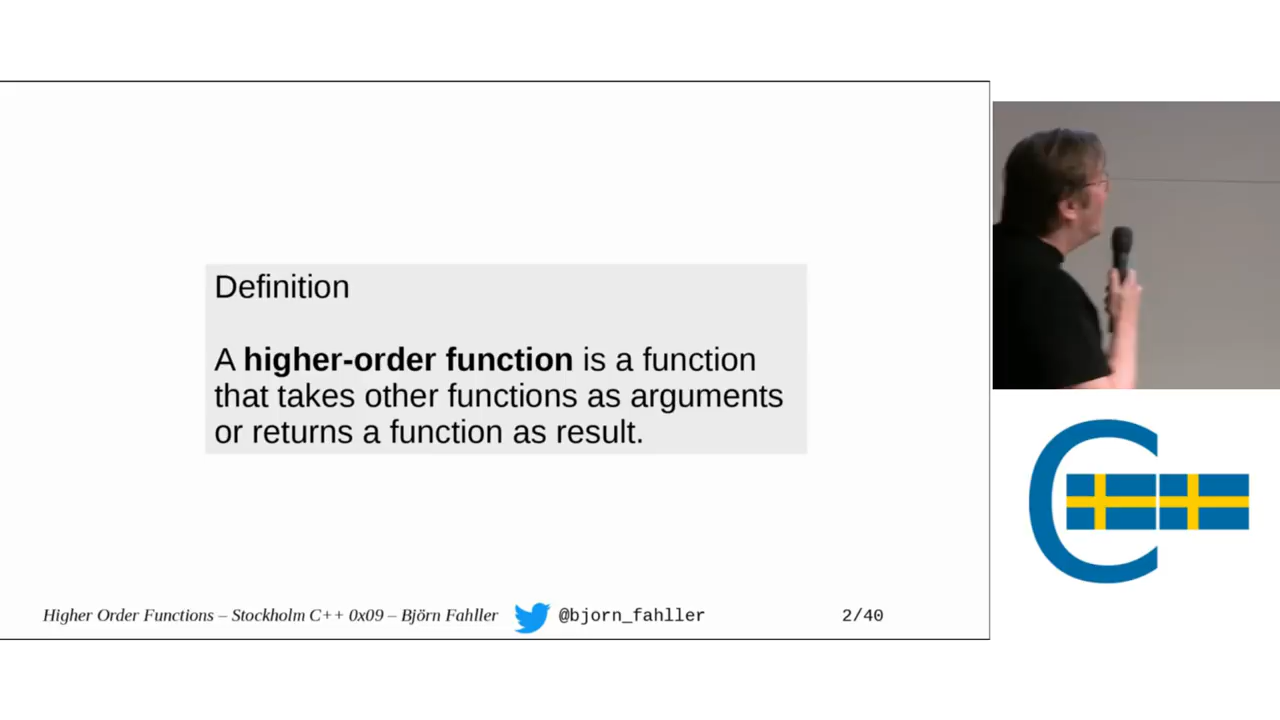 Definition
A higher-order function is a function
that takes other functions as arguments
or returns a function as result.
Higher Order Functions – Stockholm C++ 0x09 – Björn Fahller
@bjorn_fahller
2/40
C